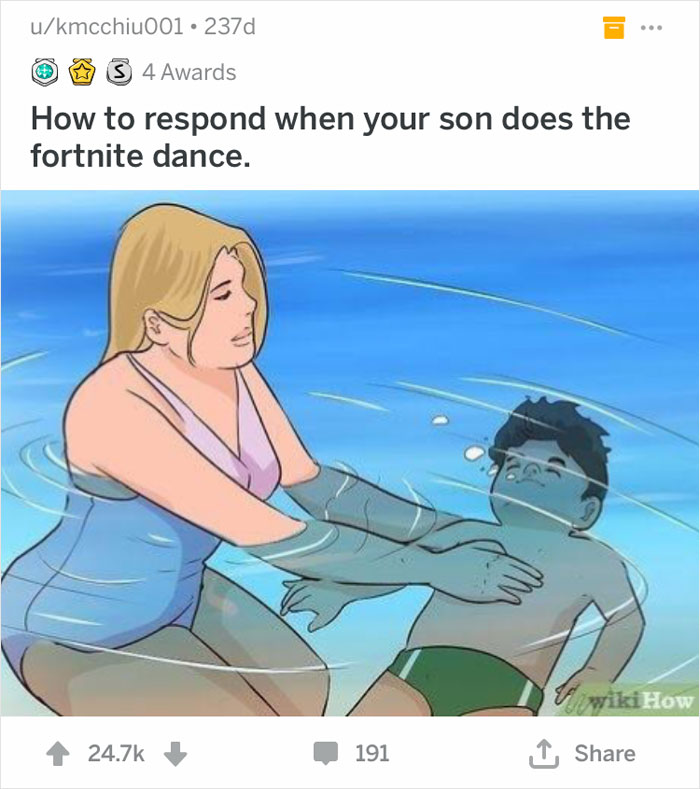 u/kmcchiu001 • 237d
S 4 Awards
How to respond when your son does the
fortnite dance.
wikiHow
24.7k 191 Share